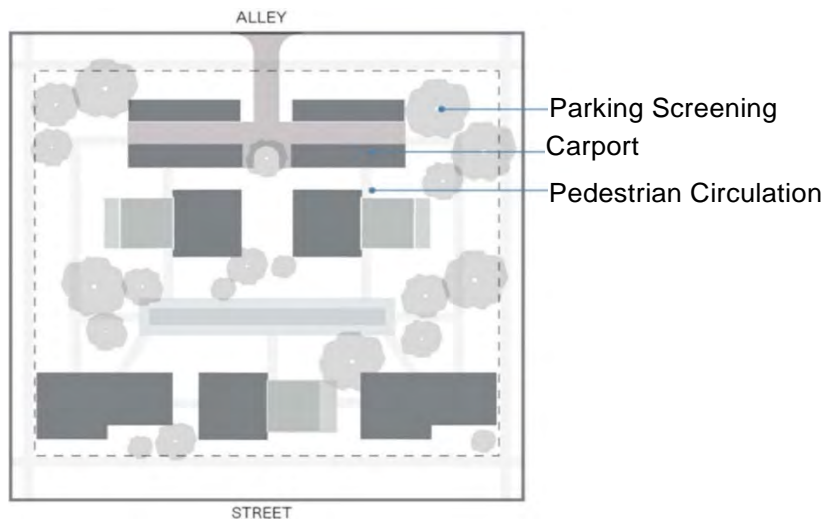 ALLEY
Parking Screening
Carport
Pedestrian Circulation
STREET